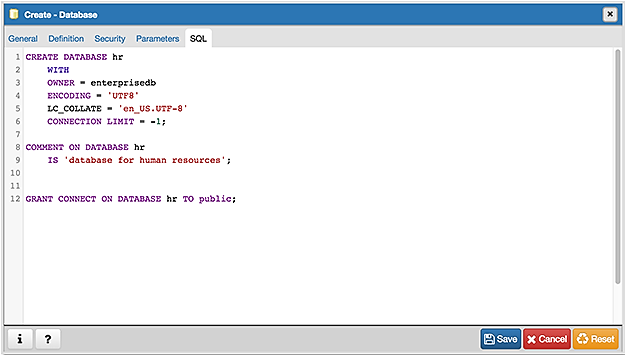 Create - Database
General Definition Security Parameters SQL
1 CREATE DATABASE hr
2 WITH
3 OWNER = enterprisedb
4 ENCODING = 'UTF8'
5 LC_COLLATE = 'en_US.UTF-8'
6 CONNECTION LIMIT = -1;
7
8 COMMENT ON DATABASE hr
9 IS 'database for human resources';
10
11
12 GRANT CONNECT ON DATABASE hr TO public;
i ? Save Cancel Reset